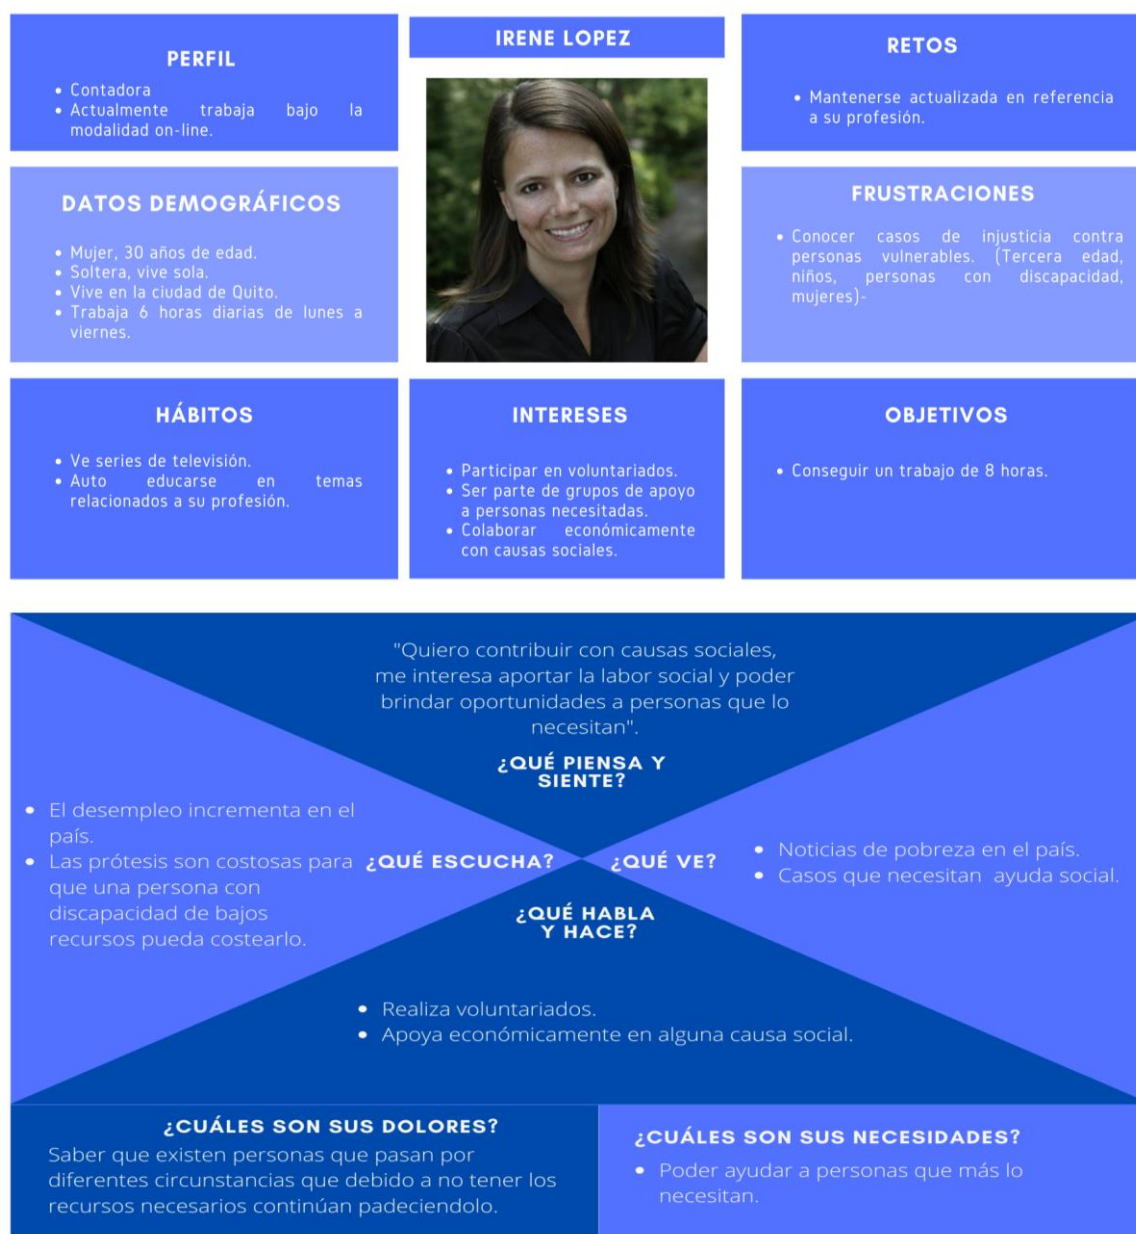 PERFIL
• Contadora
• Actualmente trabaja bajo la
modalidad on-line.
IRENE LOPEZ
RETOS
• Mantenerse actualizada en referencia
a su profesión.
DATOS DEMOGRÁFICOS
• Mujer, 30 años de edad.
• Soltera, vive sola.
• Vive en la ciudad de Quito.
• Trabaja 6 horas diarias de lunes a
viernes.
FRUSTRACIONES
• Conocer casos de injusticia contra
personas vulnerables. (Tercera edad,
niños, personas con discapacidad,
mujeres)-
HÁBITOS
• Ve series de televisión.
• Auto educarse en temas
relacionados a su profesión.
INTERESES
• Participar en voluntariados.
• Ser parte de grupos de apoyo
a personas necesitadas.
• Colaborar económicamente
con causas sociales.
OBJETIVOS
• Conseguir un trabajo de 8 horas.
"Quiero contribuir con causas sociales,
me interesa aportar la labor social y poder
brindar oportunidades a personas que lo
necesitan".
¿QUÉ PIENSA Y
SIENTE?
• El desempleo incrementa en el
país.
• Las prótesis son costosas para
que una persona con
discapacidad de bajos
recursos pueda costearlo.
¿QUÉ ESCUCHA?
¿QUÉ VE?
• Noticias de pobreza en el país.
• Casos que necesitan ayuda social.
¿QUÉ HABLA
Y HACE?
• Realiza voluntariados.
• Apoya económicamente en alguna causa social.
¿CUÁLES SON SUS DOLORES?
Saber que existen personas que pasan por
diferentes circunstancias que debido a no tener los
recursos necesarios continúan padeciendolo.
¿CUÁLES SON SUS NECESIDADES?
• Poder ayudar a personas que más lo
necesitan.